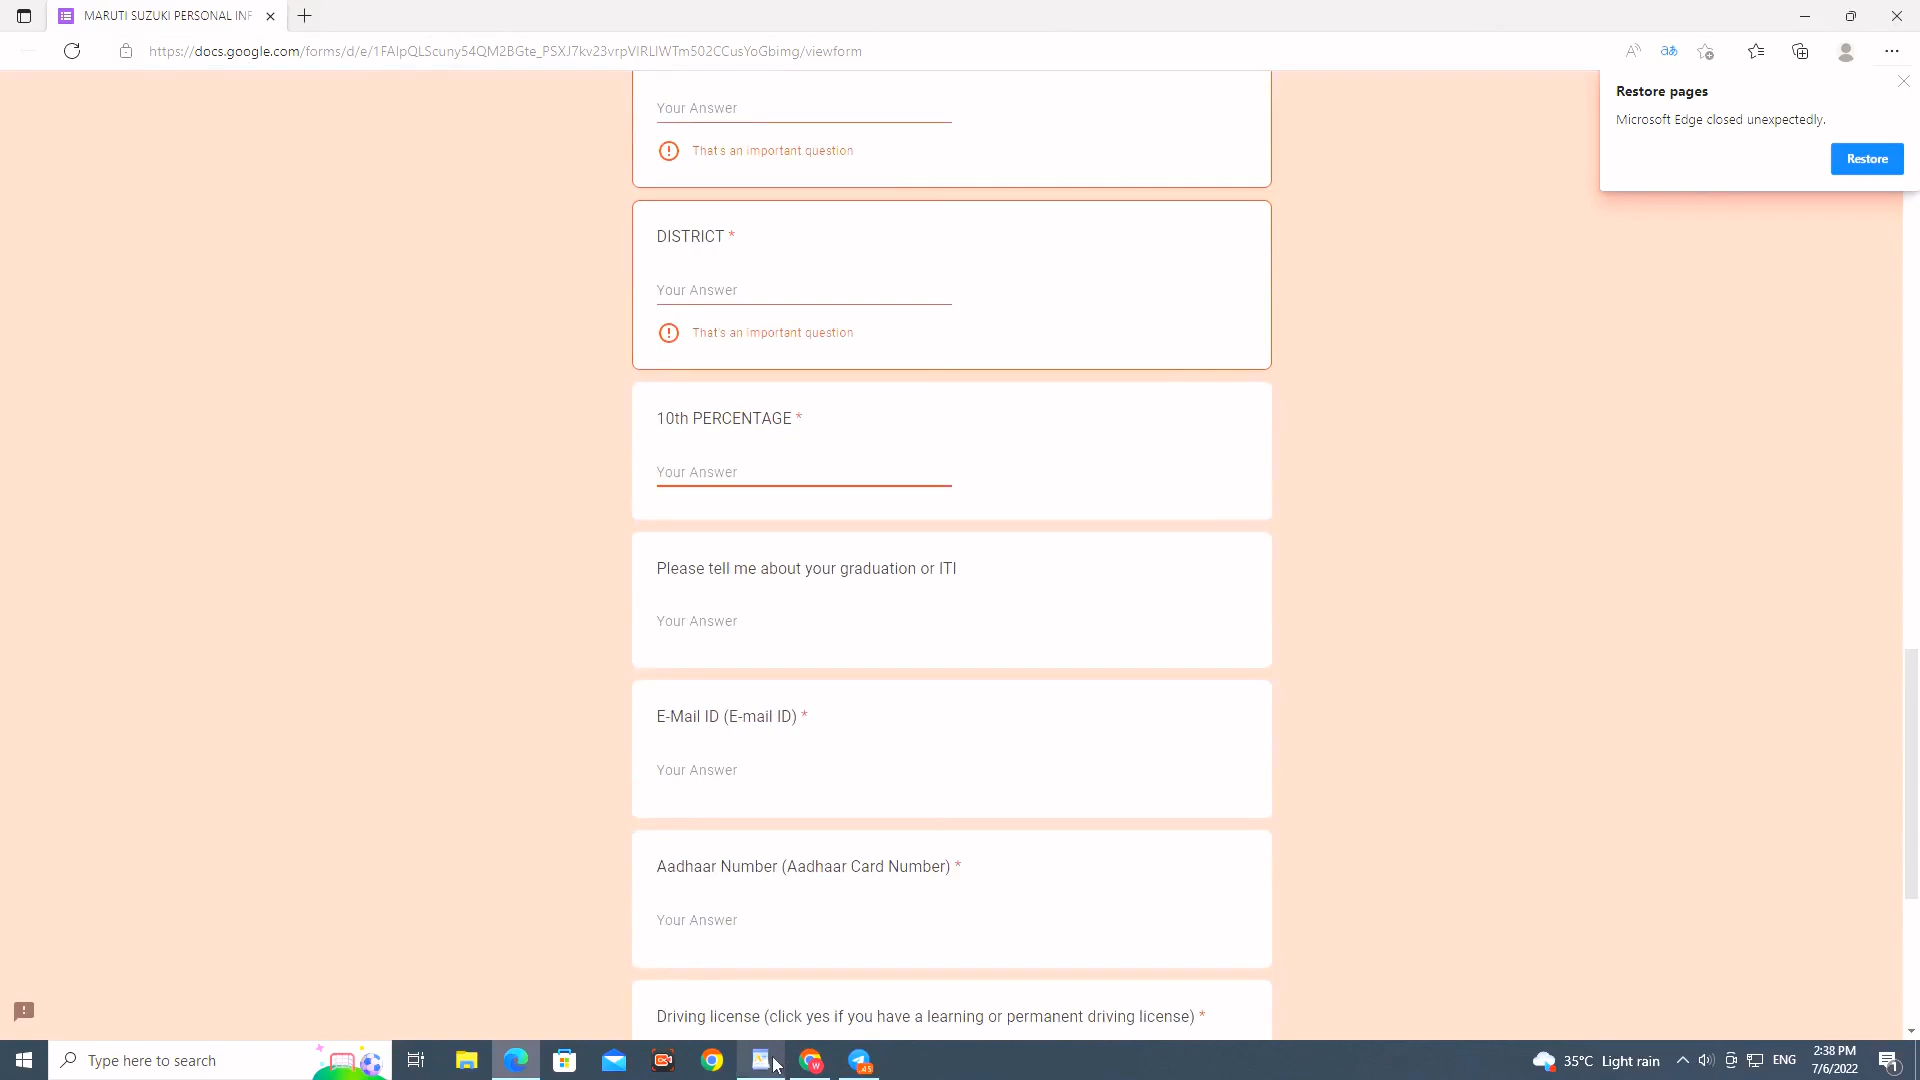 MARUTI SUZUKI PERSONAL INF
https://docs.google.com/forms/d/e/1FAIpQLScuny54QM2BGte_PSXJ7kv23vrpVIRLIWTm502CCusYoGbimg/viewform
Restore pages
Microsoft Edge closed unexpectedly.
Restore
Your Answer
That's an important question
DISTRICT *
Your Answer
That's an important question
10th PERCENTAGE *
Your Answer
Please tell me about your graduation or ITI
Your Answer
E-Mail ID (E-mail ID) *
Your Answer
Aadhaar Number (Aadhaar Card Number) *
Your Answer
Driving license (click yes if you have a learning or permanent driving license) *
Type here to search
.45
35°C Light rain
ENG
2:38 PM
7/6/2022
1